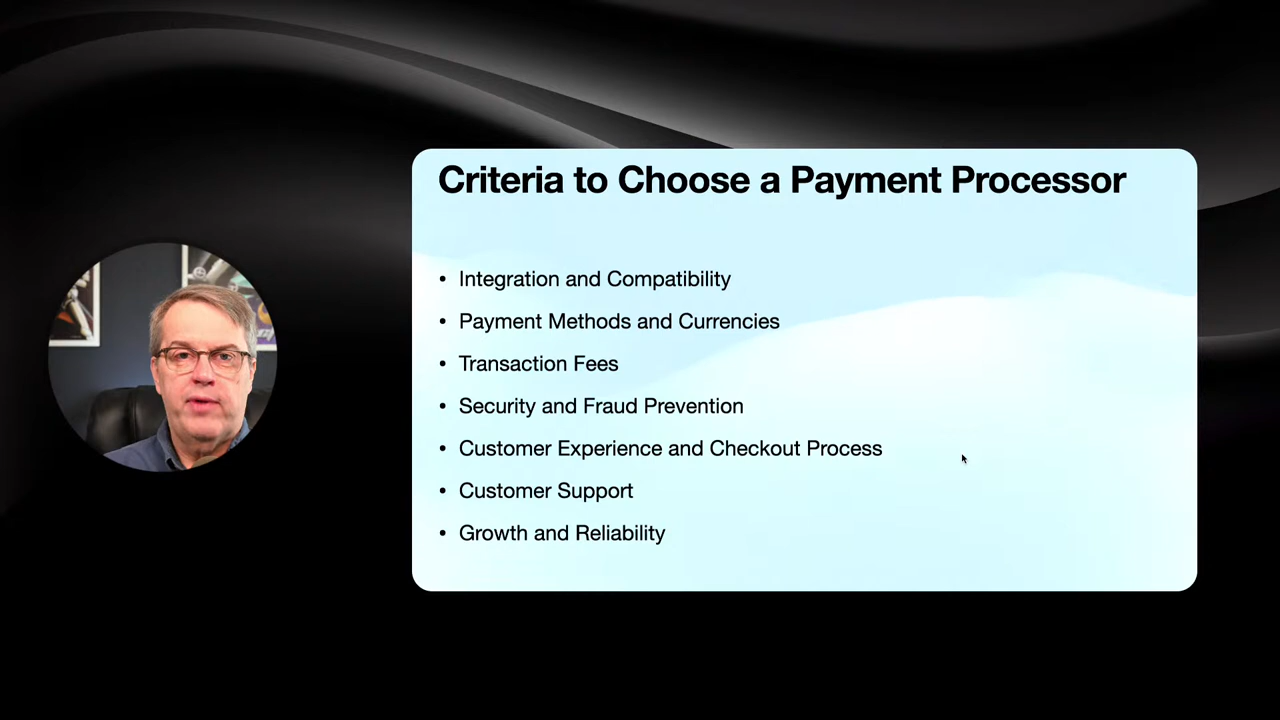 Criteria to Choose a Payment Processor
• Integration and Compatibility
• Payment Methods and Currencies
• Transaction Fees
• Security and Fraud Prevention
• Customer Experience and Checkout Process
• Customer Support
• Growth and Reliability